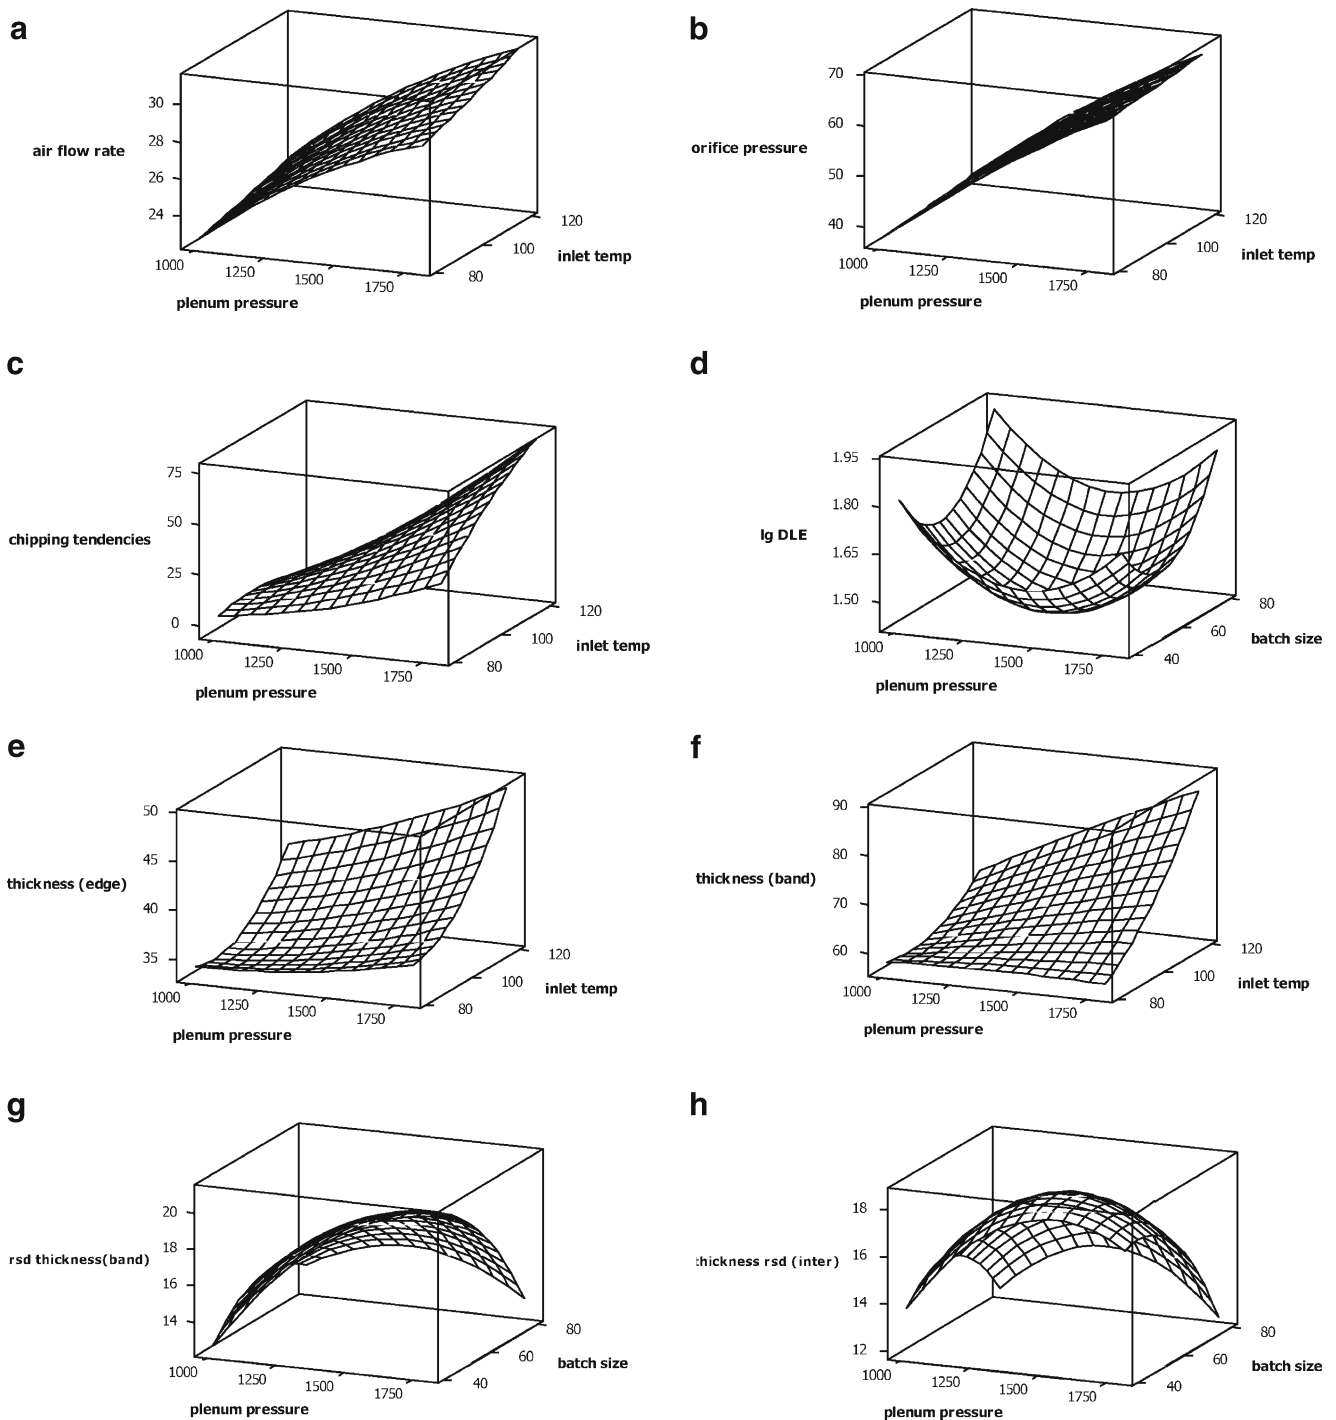 a
30
28
26
24
air flow rate
1000
1250
1500
1750
plenum pressure
80
100
120
inlet temp
b
70
60
50
40
orifice pressure
1000
1250
1500
1750
plenum pressure
80
100
120
inlet temp
c
75
50
25
0
chipping tendencies
1000
1250
1500
1750
plenum pressure
80
100
120
inlet temp
d
1.95
1.80
1.65
1.50
lg DLE
1000
1250
1500
1750
plenum pressure
40
60
80
batch size
e
50
45
40
35
thickness (edge)
1000
1250
1500
1750
plenum pressure
80
100
120
inlet temp
f
90
80
70
60
thickness (band)
1000
1250
1500
1750
plenum pressure
80
100
120
inlet temp
g
20
18
16
14
rsd thickness(band)
1000
1250
1500
1750
plenum pressure
40
60
80
batch size
h
18
16
14
12
thickness rsd (inter)
1000
1250
1500
1750
plenum pressure
40
60
80
batch size